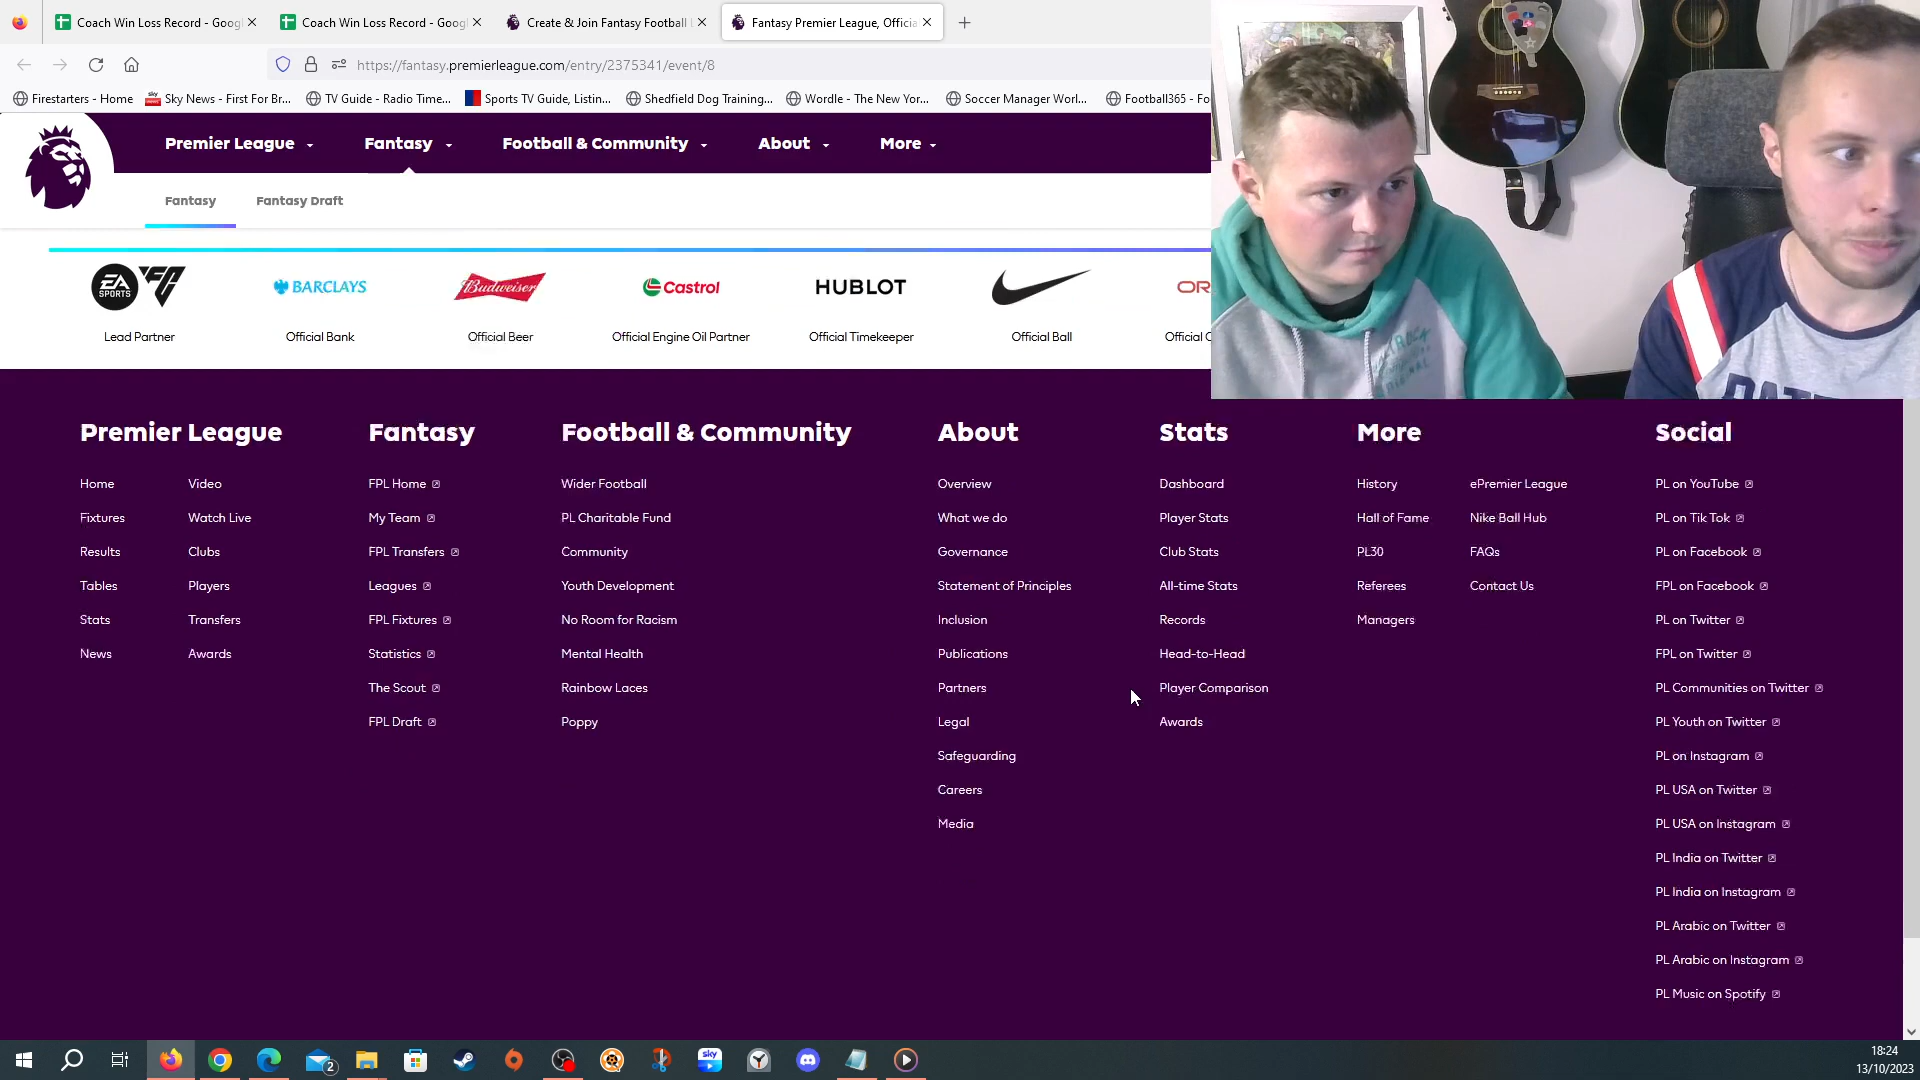 Coach Win Loss Record - Goog
Coach Win Loss Record - Googl
Create & Join Fantasy Football
Fantasy Premier League, Officia
https://fantasy.premierleague.com/entry/2375341/event/8
Firestarters - Home
Sky News - First For Br...
TV Guide - Radio Time...
Sports TV Guide, Listin...
Shedfield Dog Training...
Wordle - The New Yor...
Soccer Manager Worl...
Football365 - Fo
Premier League
Fantasy
Football & Community
About
More
Fantasy
Fantasy Draft
EA SPORTS FC
BARCLAYS
Budweiser
Castrol
HUBLOT
OR
Lead Partner
Official Bank
Official Beer
Official Engine Oil Partner
Official Timekeeper
Official Ball
Official C
Premier League
Home
Video
Fixtures
Watch Live
Results
Clubs
Tables
Players
Stats
Transfers
News
Awards
Fantasy
FPL Home
My Team
FPL Transfers
Leagues
FPL Fixtures
Statistics
The Scout
FPL Draft
Football & Community
Wider Football
PL Charitable Fund
Community
Youth Development
No Room for Racism
Mental Health
Rainbow Laces
Poppy
About
Overview
What we do
Governance
Statement of Principles
Inclusion
Publications
Partners
Legal
Safeguarding
Careers
Media
Stats
Dashboard
Player Stats
Club Stats
All-time Stats
Records
Head-to-Head
Player Comparison
Awards
More
History
ePremier League
Hall of Fame
Nike Ball Hub
PL30
FAQs
Referees
Contact Us
Managers
Social
PL on YouTube
PL on Tik Tok
PL on Facebook
FPL on Facebook
PL on Twitter
FPL on Twitter
PL Communities on Twitter
PL Youth on Twitter
PL on Instagram
PL USA on Twitter
PL USA on Instagram
PL India on Twitter
PL India on Instagram
PL Arabic on Twitter
PL Arabic on Instagram
PL Music on Spotify
2
sky
18:24
13/10/2023